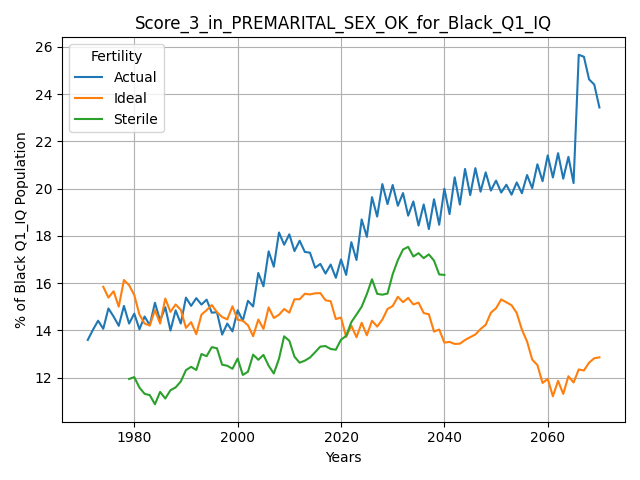 Score_3_in_PREMARITAL_SEX_OK_for_Black_Q1_IQ
Fertility
Actual
Ideal
Sterile
% of Black Q1_IQ Population
26
24
22
20
18
16
14
12
1980
2000
2020
2040
2060
Years